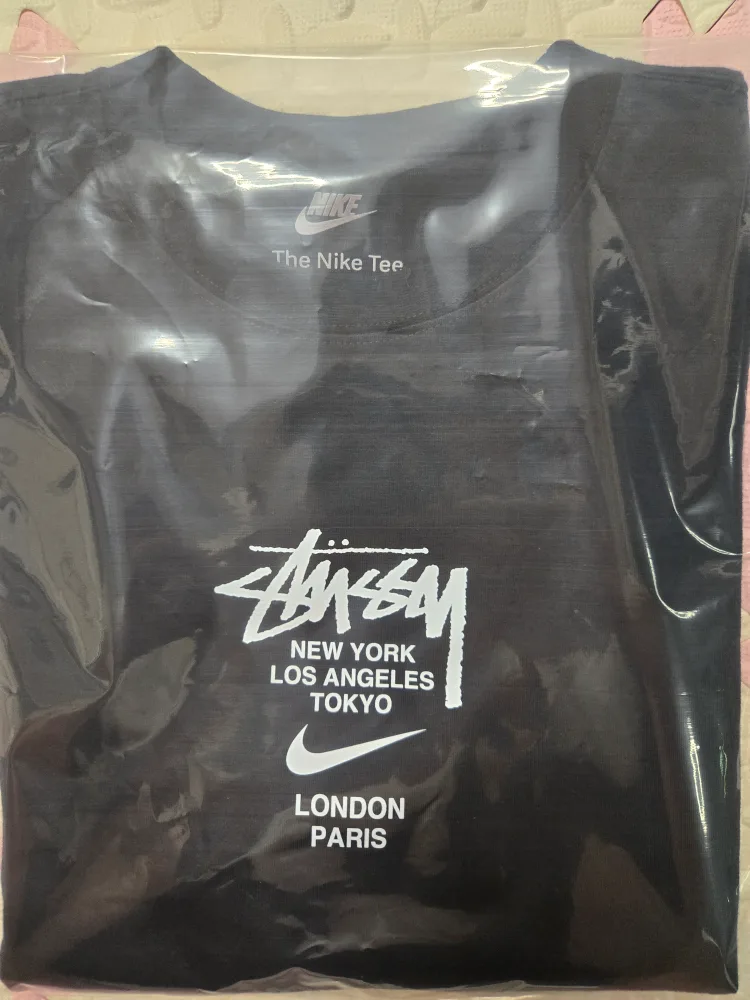 NIKE
The Nike Tee
Stüssy
NEW YORK
LOS ANGELES
TOKYO
LONDON
PARIS